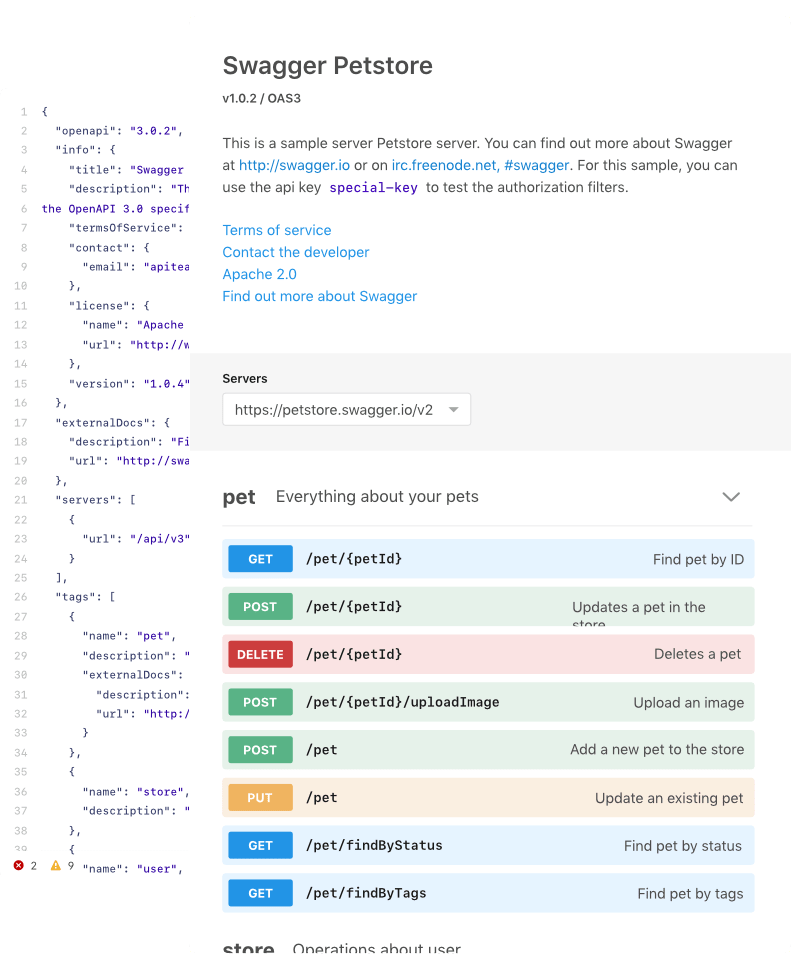 1 {
2 "openapi": "3.0.2",
3 "info": {
4 "title": "Swagger
5 "description": "Th
6 the OpenAPI 3.0 specif
7 "termsOfService":
8 "contact": {
9 "email": "apitea
10 },
11 "license": {
12 "name": "Apache
13 "url": "http://w
14 },
15 "version": "1.0.4"
16 },
17 "externalDocs": {
18 "description": "Fi
19 "url": "http://swa
20 },
21 "servers": [
22 {
23 "url": "/api/v3"
24 }
25 ],
26 "tags": [
27 {
28 "name": "pet",
29 "description": "
30 "externalDocs":
31 "description":
32 "url": "http:/
33 }
34 },
35 {
36 "name": "store",
37 "description": "
38 },
39 {
"name": "user",
2 9
Swagger Petstore
v1.0.2 / OAS3
This is a sample server Petstore server. You can find out more about Swagger
at http://swagger.io or on irc.freenode.net, #swagger. For this sample, you can
use the api key special-key to test the authorization filters.
Terms of service
Contact the developer
Apache 2.0
Find out more about Swagger
Servers
https://petstore.swagger.io/v2
pet Everything about your pets
GET /pet/{petId} Find pet by ID
POST /pet/{petId} Updates a pet in the
store
DELETE /pet/{petId} Deletes a pet
POST /pet/{petId}/uploadImage Upload an image
POST /pet Add a new pet to the store
PUT /pet Update an existing pet
GET /pet/findByStatus Find pet by status
GET /pet/findByTags Find pet by tags
store Operations about user